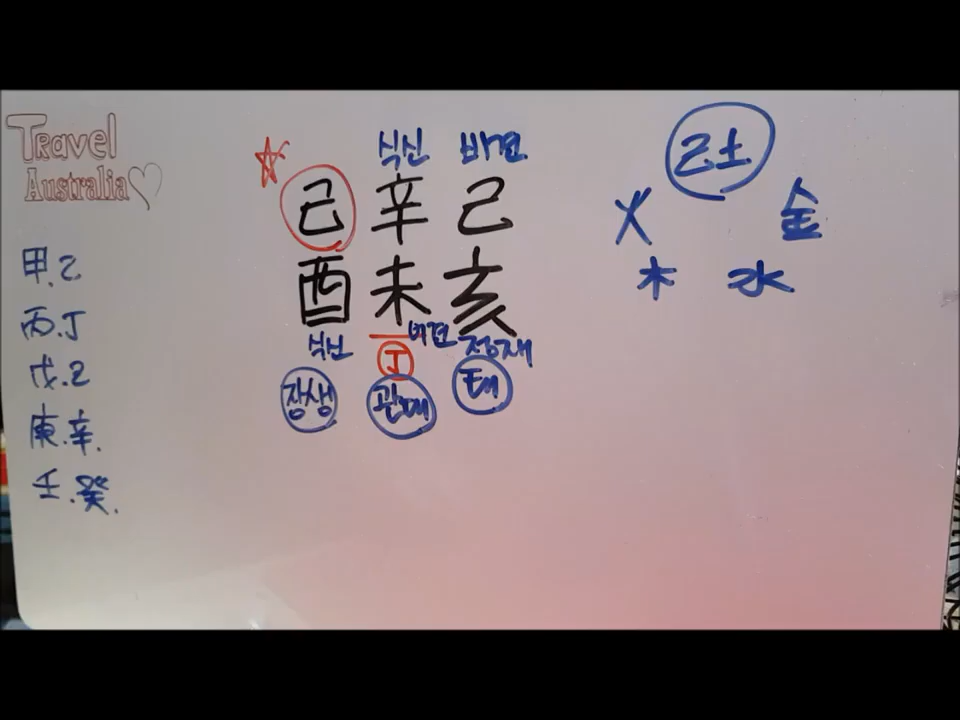 Travel
Australia
甲.乙
丙.丁
戊.己
庚.辛.
壬.癸.
식신 비견
己 辛 己
酉 未 亥
식신 비견 정재
丁
장생 관대 태
己土
火 金
木 水